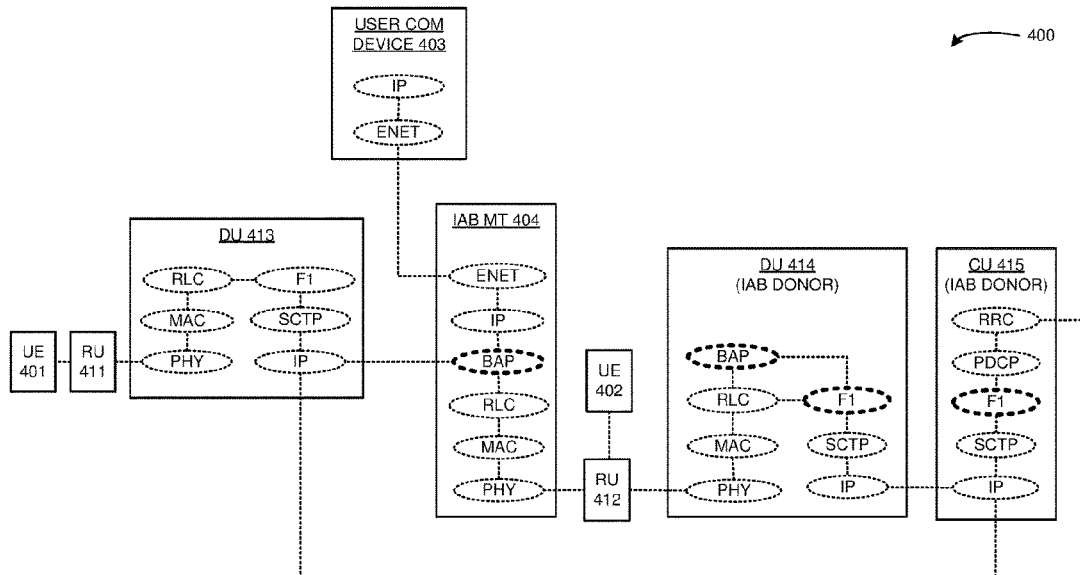 USER COM
DEVICE 403
IP
ENET
400
DU 413
RLC
F1
MAC
SCTP
PHY
IP
UE
401
RU
411
IAB MT 404
ENET
IP
BAP
RLC
MAC
PHY
UE
402
RU
412
DU 414
(IAB DONOR)
BAP
RLC
F1
MAC
SCTP
PHY
IP
CU 415
(IAB DONOR)
RRC
PDCP
F1
SCTP
IP